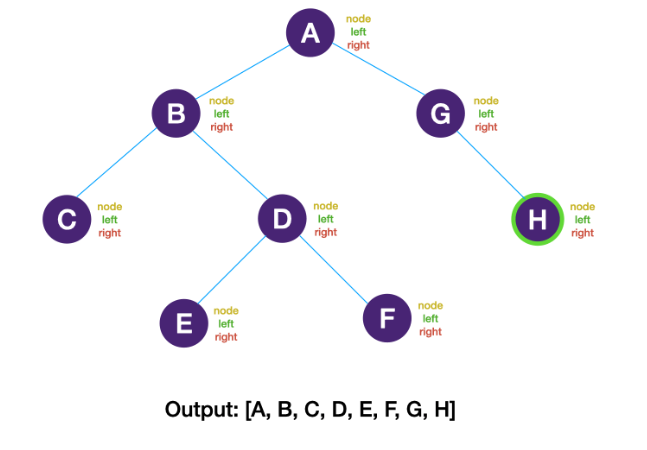 A
node
left
right
B
node
left
right
G
node
left
right
C
node
left
right
D
node
left
right
H
node
left
right
E
node
left
right
F
node
left
right
Output: [A, B, C, D, E, F, G, H]